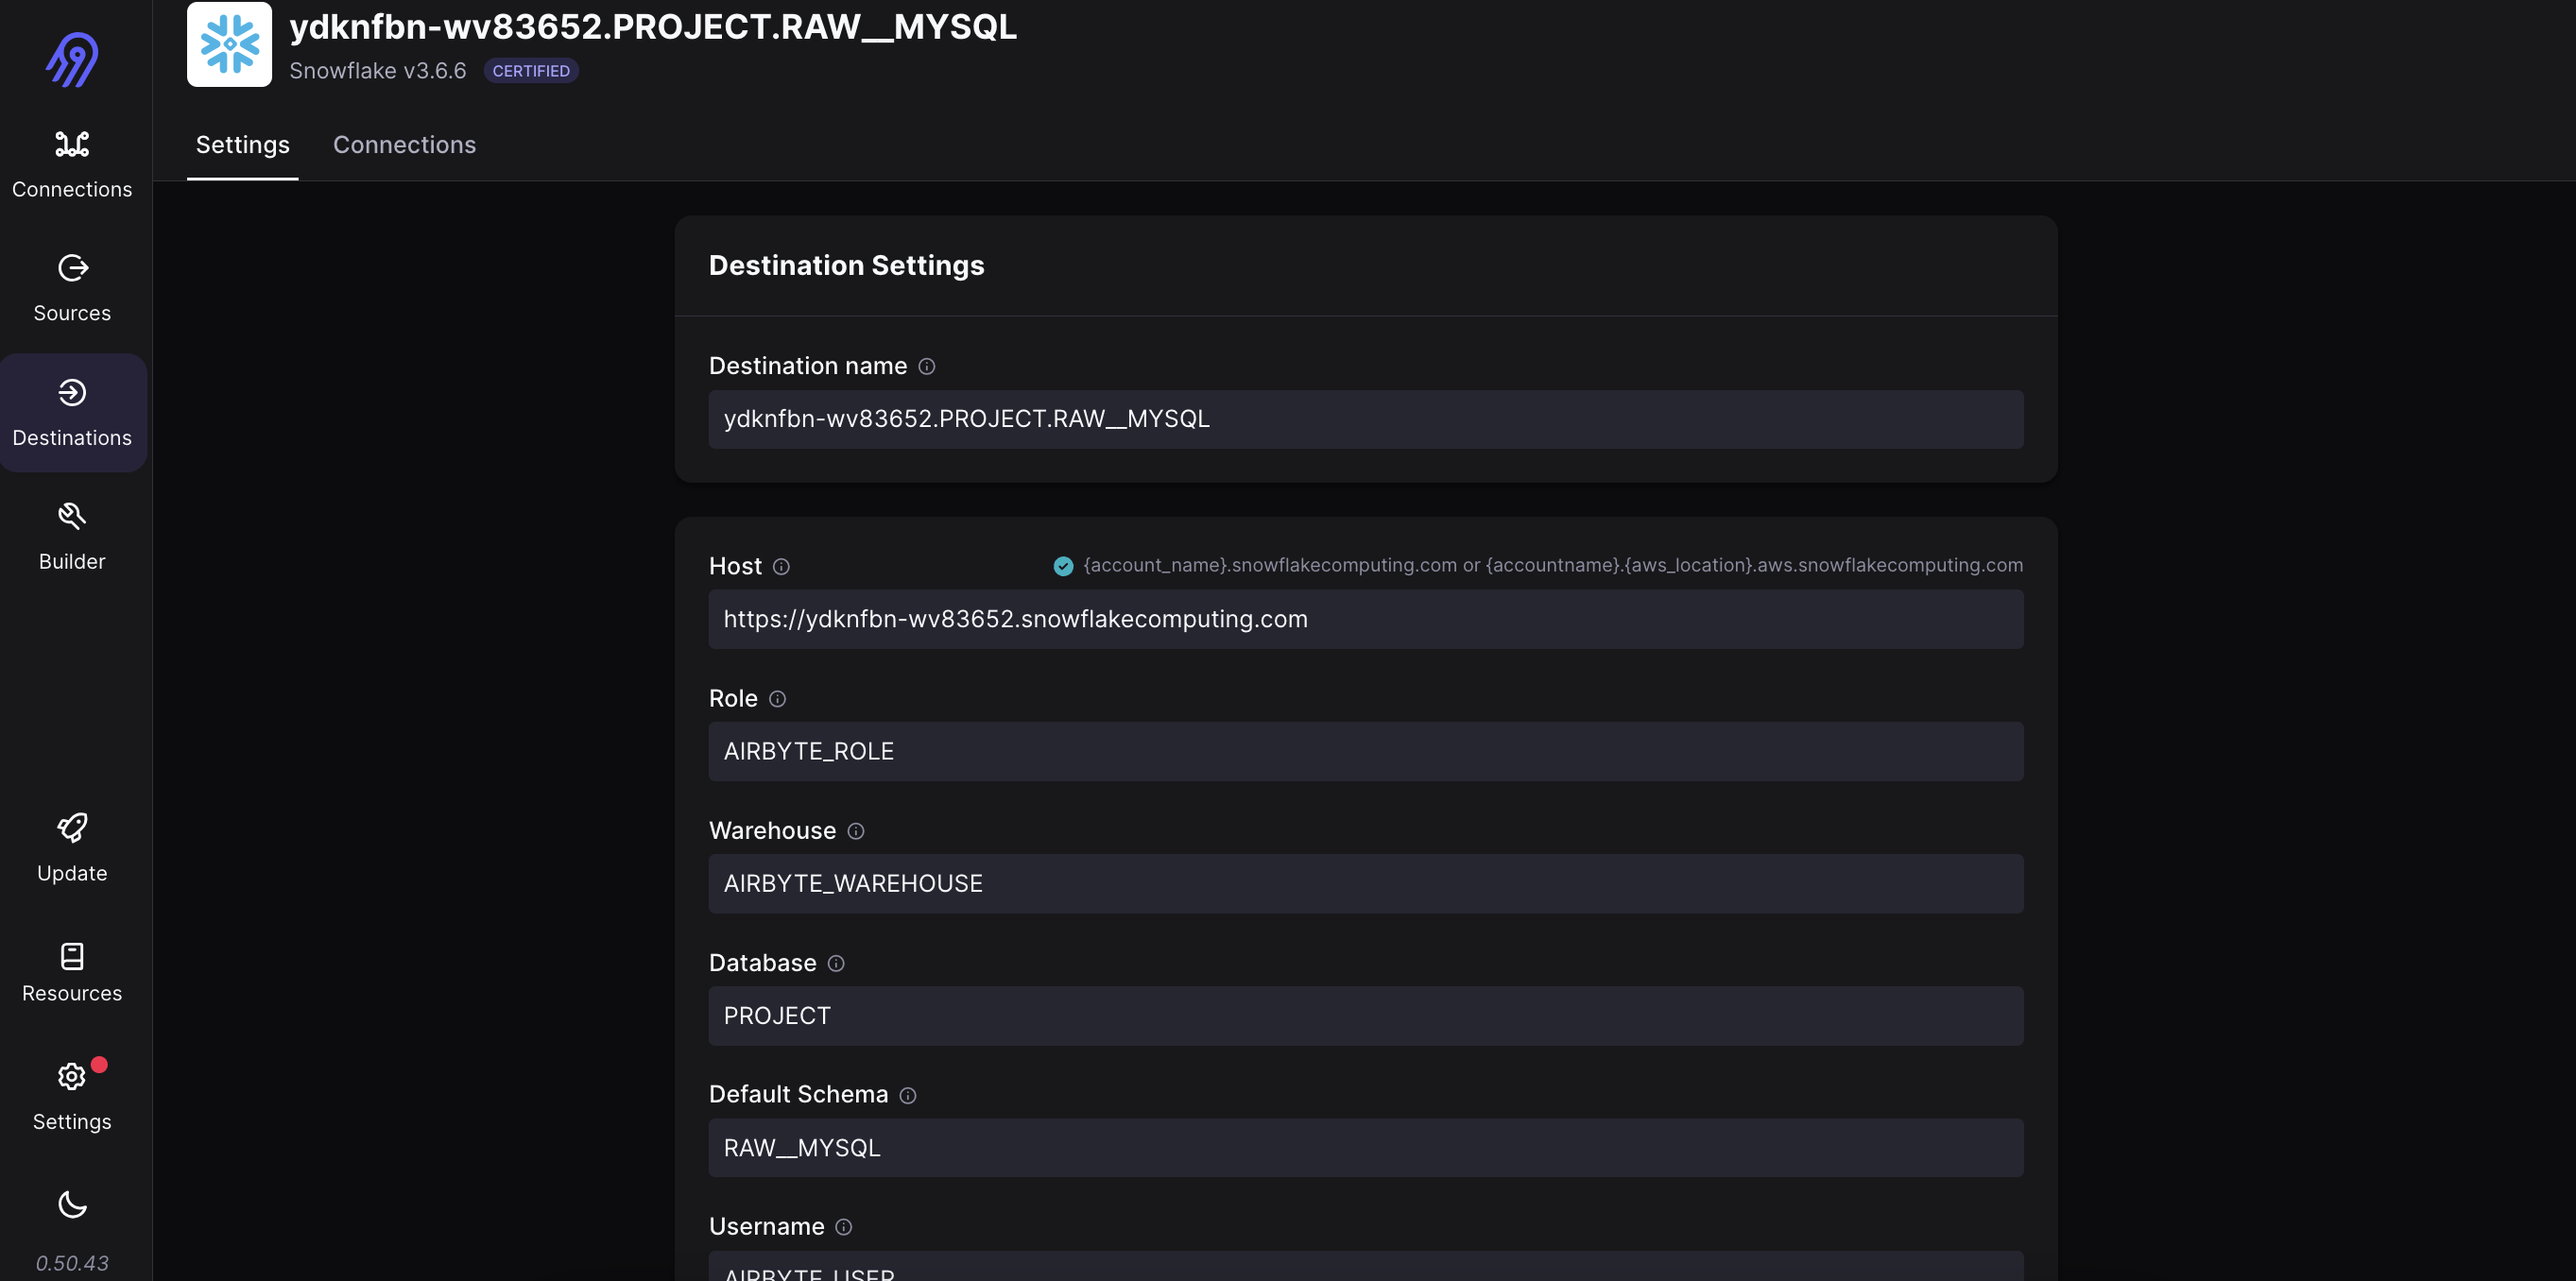 ydknfbn-wv83652.PROJECT.RAW__MYSQL
Snowflake v3.6.6 CERTIFIED
Settings Connections
Connections
Sources
Destinations
Builder
Update
Resources
Settings
0.50.43
Destination Settings
Destination name
ydknfbn-wv83652.PROJECT.RAW__MYSQL
Host {account_name}.snowflakecomputing.com or {accountname}.{aws_location}.aws.snowflakecomputing.com
https://ydknfbn-wv83652.snowflakecomputing.com
Role
AIRBYTE_ROLE
Warehouse
AIRBYTE_WAREHOUSE
Database
PROJECT
Default Schema
RAW__MYSQL
Username
AIRBYTE_USER